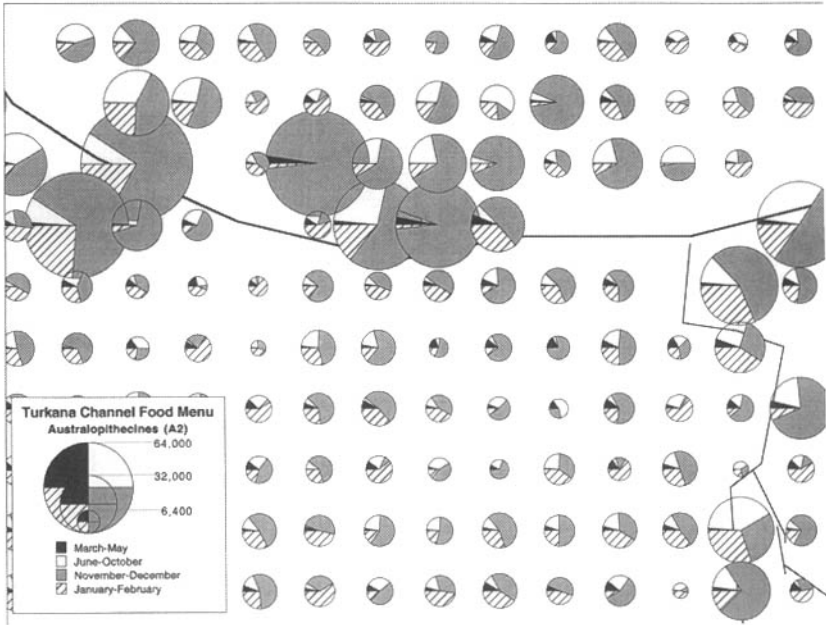 Turkana Channel Food Menu
Australopithecines (A2)
64,000
32,000
6,400
March-May
June-October
November-December
January-February